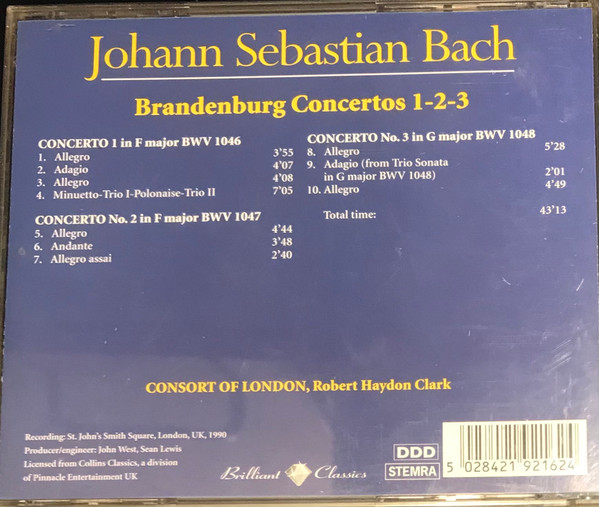 Johann Sebastian Bach
Brandenburg Concertos 1-2-3
CONCERTO 1 in F major BWV 1046
1. Allegro 3'55
2. Adagio 4'07
3. Allegro 4'08
4. Minuetto-Trio I-Polonaise-Trio II 7'05
CONCERTO No. 2 in F major BWV 1047
5. Allegro 4'44
6. Andante 3'48
7. Allegro assai 2'40
CONCERTO No. 3 in G major BWV 1048
8. Allegro 5'28
9. Adagio (from Trio Sonata
in G major BWV 1048) 2'01
10. Allegro 4'49
Total time: 43'13
CONSORT OF LONDON, Robert Haydon Clark
Recording: St. John's Smith Square, London, UK, 1990
Producer/engineer: John West, Sean Lewis
Licensed from Collins Classics, a division
of Pinnacle Entertainment UK
Brilliant Classics
DDD
STEMRA
5 028421 921624